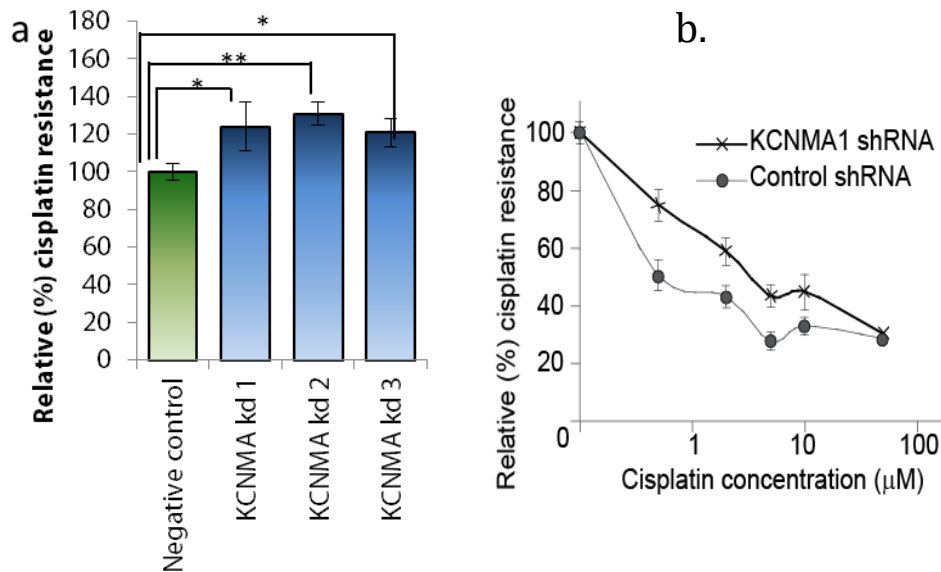 a
Relative (%) cisplatin resistance
180
160
140
120
100
80
60
40
20
0
*
**
*
Negative control
KCNMA kd 1
KCNMA kd 2
KCNMA kd 3
b.
Relative (%) cisplatin resistance
100
80
60
40
20
0
1
10
100
Cisplatin concentration (μM)
KCNMA1 shRNA
Control shRNA